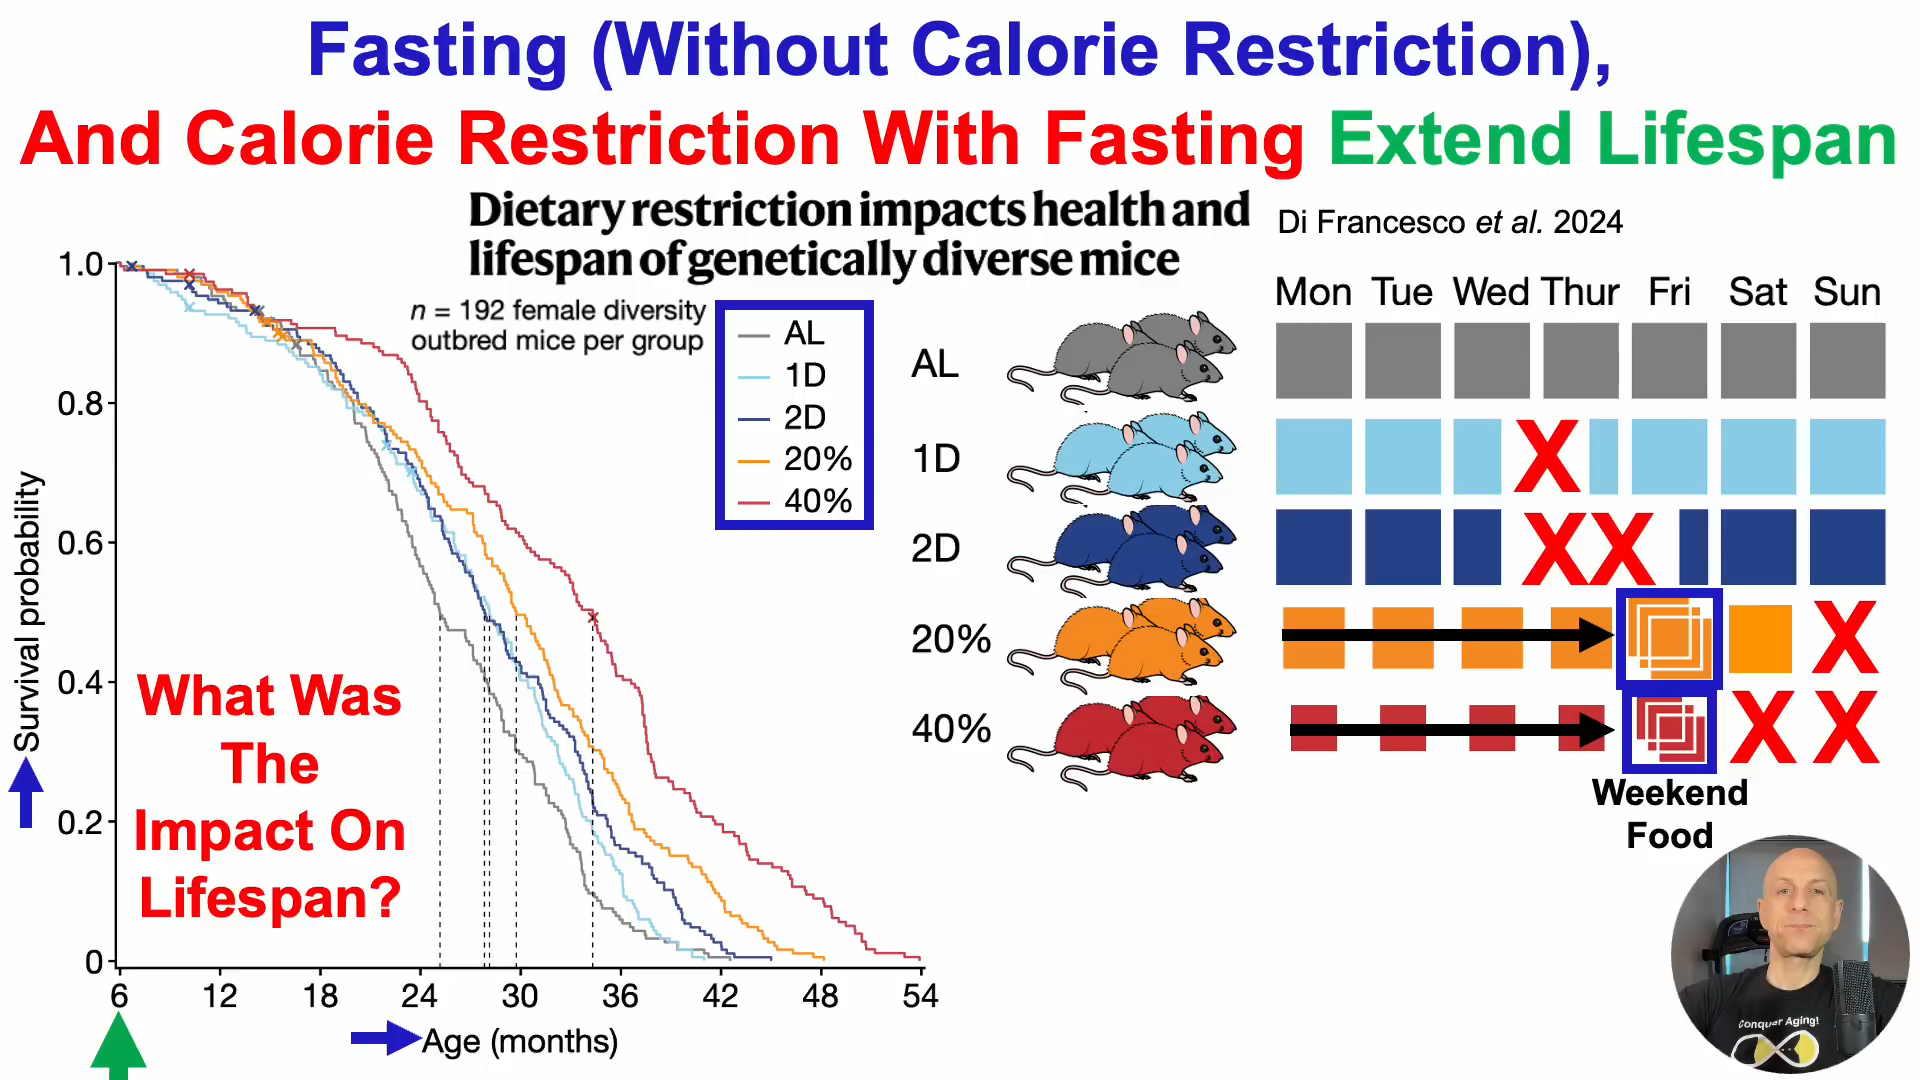 Fasting (Without Calorie Restriction),
And Calorie Restriction With Fasting Extend Lifespan
Dietary restriction impacts health and
lifespan of genetically diverse mice
Di Francesco et al. 2024
n = 192 female diversity
outbred mice per group
AL
1D
2D
20%
40%
Mon Tue Wed Thur Fri Sat Sun
AL
1D
X
2D
XX
20%
X
40%
X X
Weekend
Food
What Was
The
Impact On
Lifespan?
Survival probability
1.0
0.8
0.6
0.4
0.2
0
6 12 18 24 30 36 42 48 54
Age (months)
Conquer Aging!